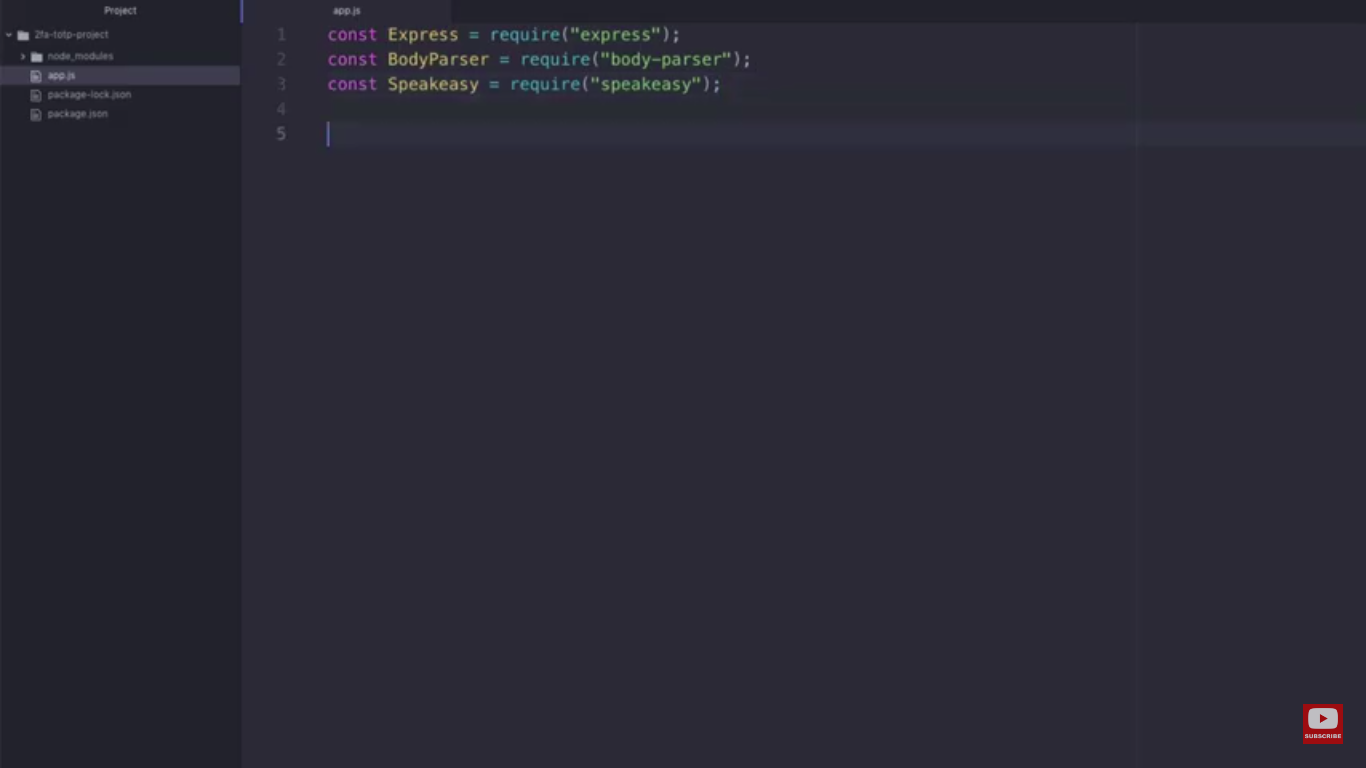 Project
2fa-totp-project
node_modules
app.js
package-lock.json
package.json
app.js
1 const Express = require("express");
2 const BodyParser = require("body-parser");
3 const Speakeasy = require("speakeasy");
4
5
SUBSCRIBE